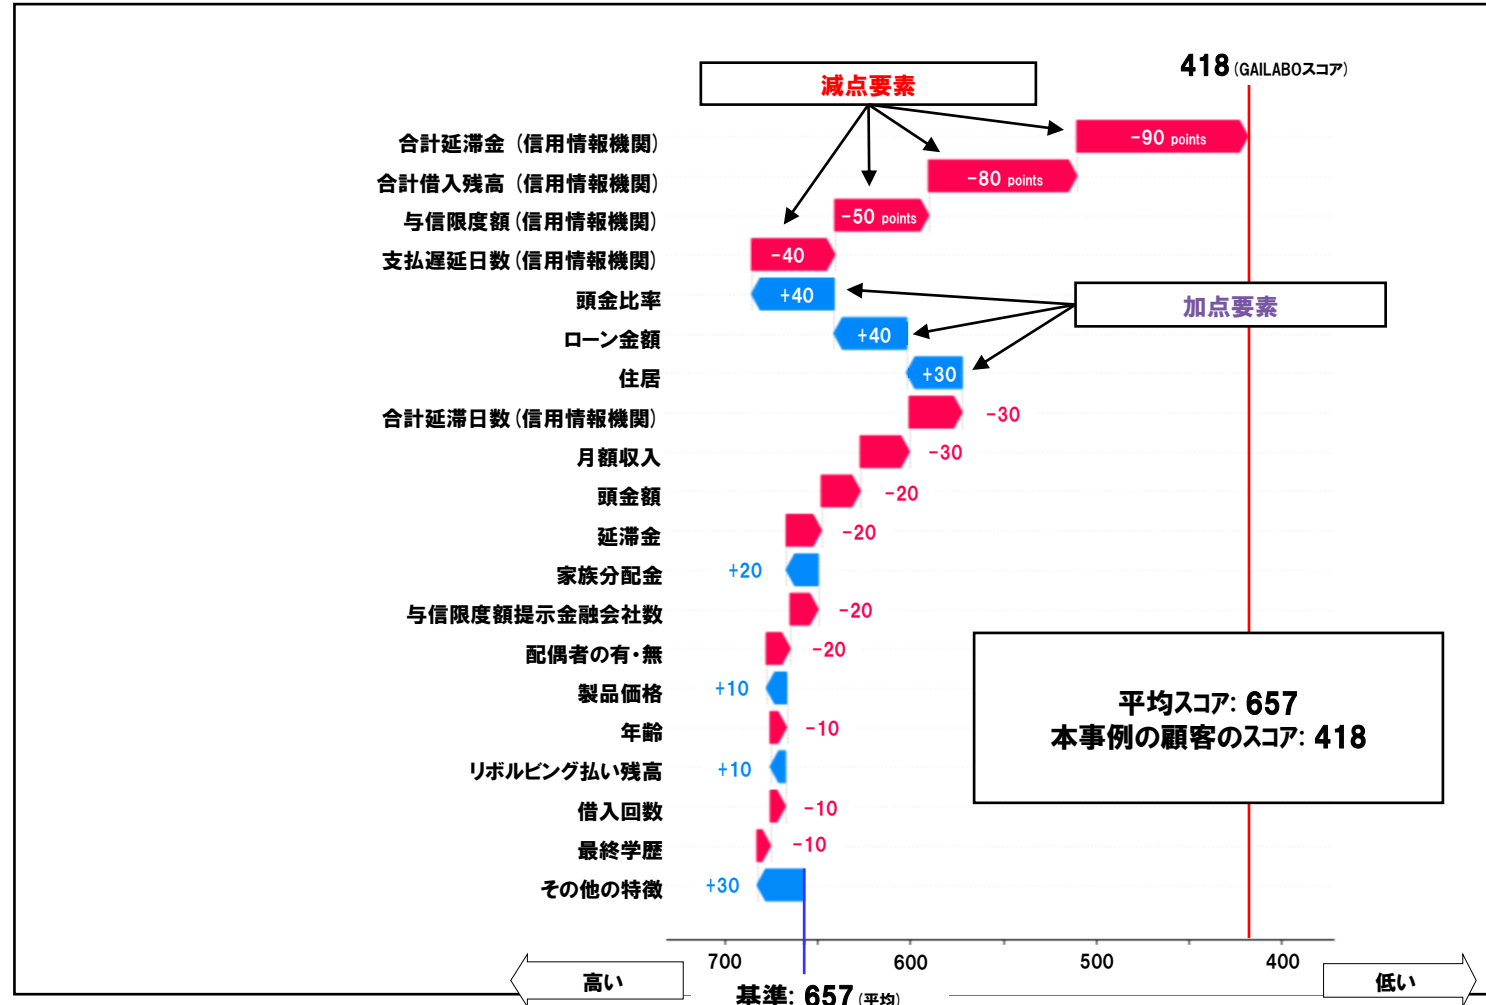 418 (GAILABOスコア)
減点要素
合計延滞金 (信用情報機関)
-90 points
合計借入残高 (信用情報機関)
-80 points
与信限度額 (信用情報機関)
-50 points
支払遅延日数 (信用情報機関)
-40
頭金比率
+40
加点要素
ローン金額
+40
住居
+30
合計延滞日数 (信用情報機関)
-30
月額収入
-30
頭金額
-20
延滞金
-20
家族分配金
+20
与信限度額提示金融会社数
-20
配偶者の有・無
-20
製品価格
+10
年齢
-10
リボルビング払い残高
+10
借入回数
-10
最終学歴
-10
その他の特徴
+30
平均スコア: 657
本事例の顧客のスコア: 418
700
600
500
400
高い
基準: 657 (平均)
低い